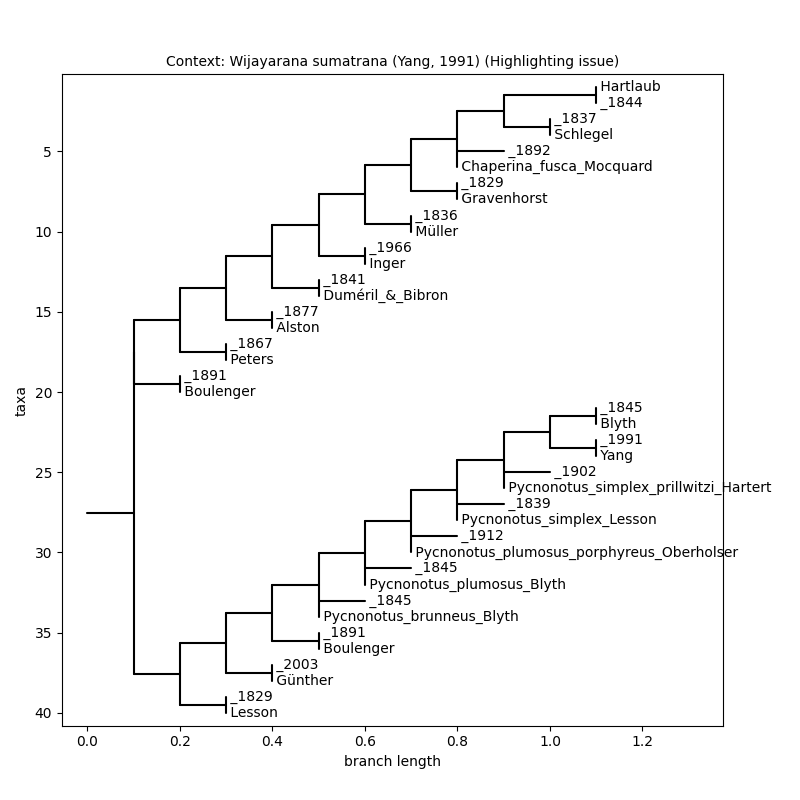 Context: Wijayarana sumatrana (Yang, 1991) (Highlighting issue)
Hartlaub
_1844
_1837
Schlegel
_1892
Chaperina_fusca_Mocquard
_1829
Gravenhorst
_1836
Müller
_1966
Inger
_1841
Duméril_&_Bibron
_1877
Alston
_1867
Peters
_1891
Boulenger
_1845
Blyth
_1991
Yang
_1902
Pycnonotus_simplex_prillwitzi_Hartert
_1839
Pycnonotus_simplex_Lesson
_1912
Pycnonotus_plumosus_porphyreus_Oberholser
_1845
Pycnonotus_plumosus_Blyth
_1845
Pycnonotus_brunneus_Blyth
_1891
Boulenger
_2003
Günther
_1829
Lesson
5
10
15
20
25
30
35
40
taxa
0.0 0.2 0.4 0.6 0.8 1.0 1.2
branch length